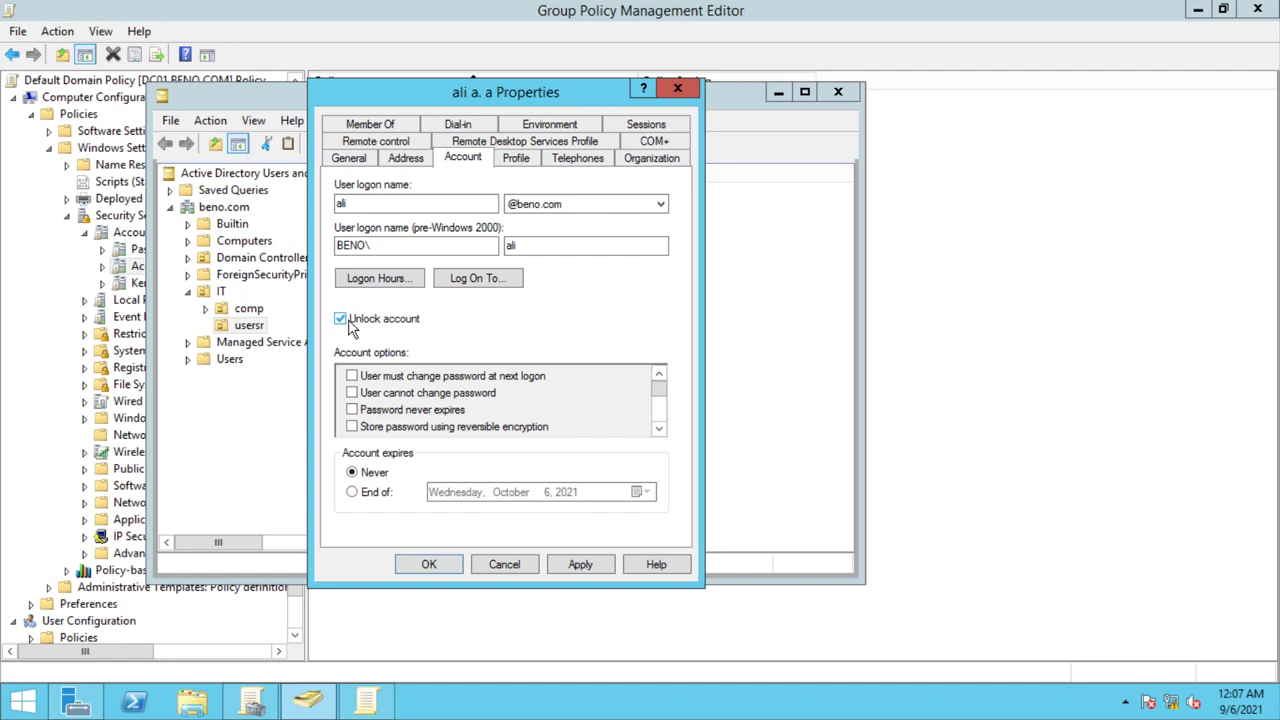 Group Policy Management Editor
File Action View Help
Default Domain Policy [DC01.BENO.COM] Policy
Computer Configura
Policies
Software Setti
Windows Setti
Name Res
Scripts (Sta
Deployed
Security Se
Accou
Pas
Ac
Ker
Local P
Event
Restric
System
Registr
File Sy
Wired
Windo
Netwo
Wirele
Public
Softwa
Netwo
Applic
IP Secu
Advan
Policy-bas
Administrative Templates: Policy definition
Preferences
User Configuration
Policies
File Action View Help
Active Directory Users and
Saved Queries
beno.com
Builtin
Computers
Domain Controlle
ForeignSecurityPri
IT
comp
usersr
Managed Service A
Users
ali a. a Properties
Member Of Dial-in Environment Sessions
Remote control Remote Desktop Services Profile COM+
General Address Account Profile Telephones Organization
User logon name:
ali @beno.com
User logon name (pre-Windows 2000):
BENO\ ali
Logon Hours... Log On To...
Unlock account
Account options:
User must change password at next logon
User cannot change password
Password never expires
Store password using reversible encryption
Account expires
Never
End of: Wednesday, October 6, 2021
OK Cancel Apply Help
12:07 AM
9/6/2021